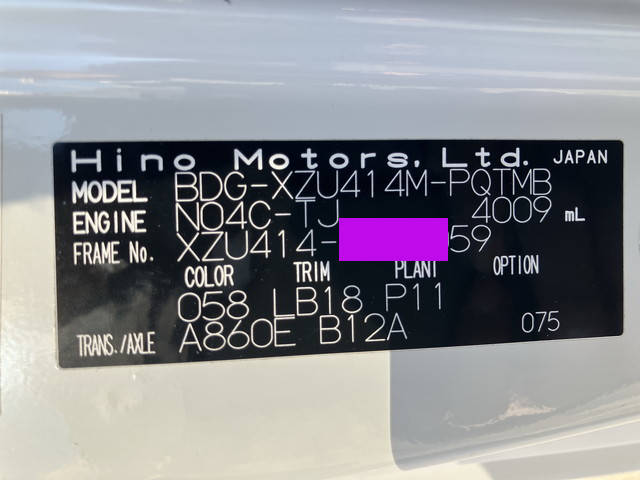 Hino Motors, Ltd. JAPAN
MODEL BDG-XZU414M-PQTMB
ENGINE N04C-TJ 4009 mL
FRAME No. XZU414- 59
COLOR TRIM PLANT OPTION
058 LB18 P11
TRANS./AXLE A860E B12A 075